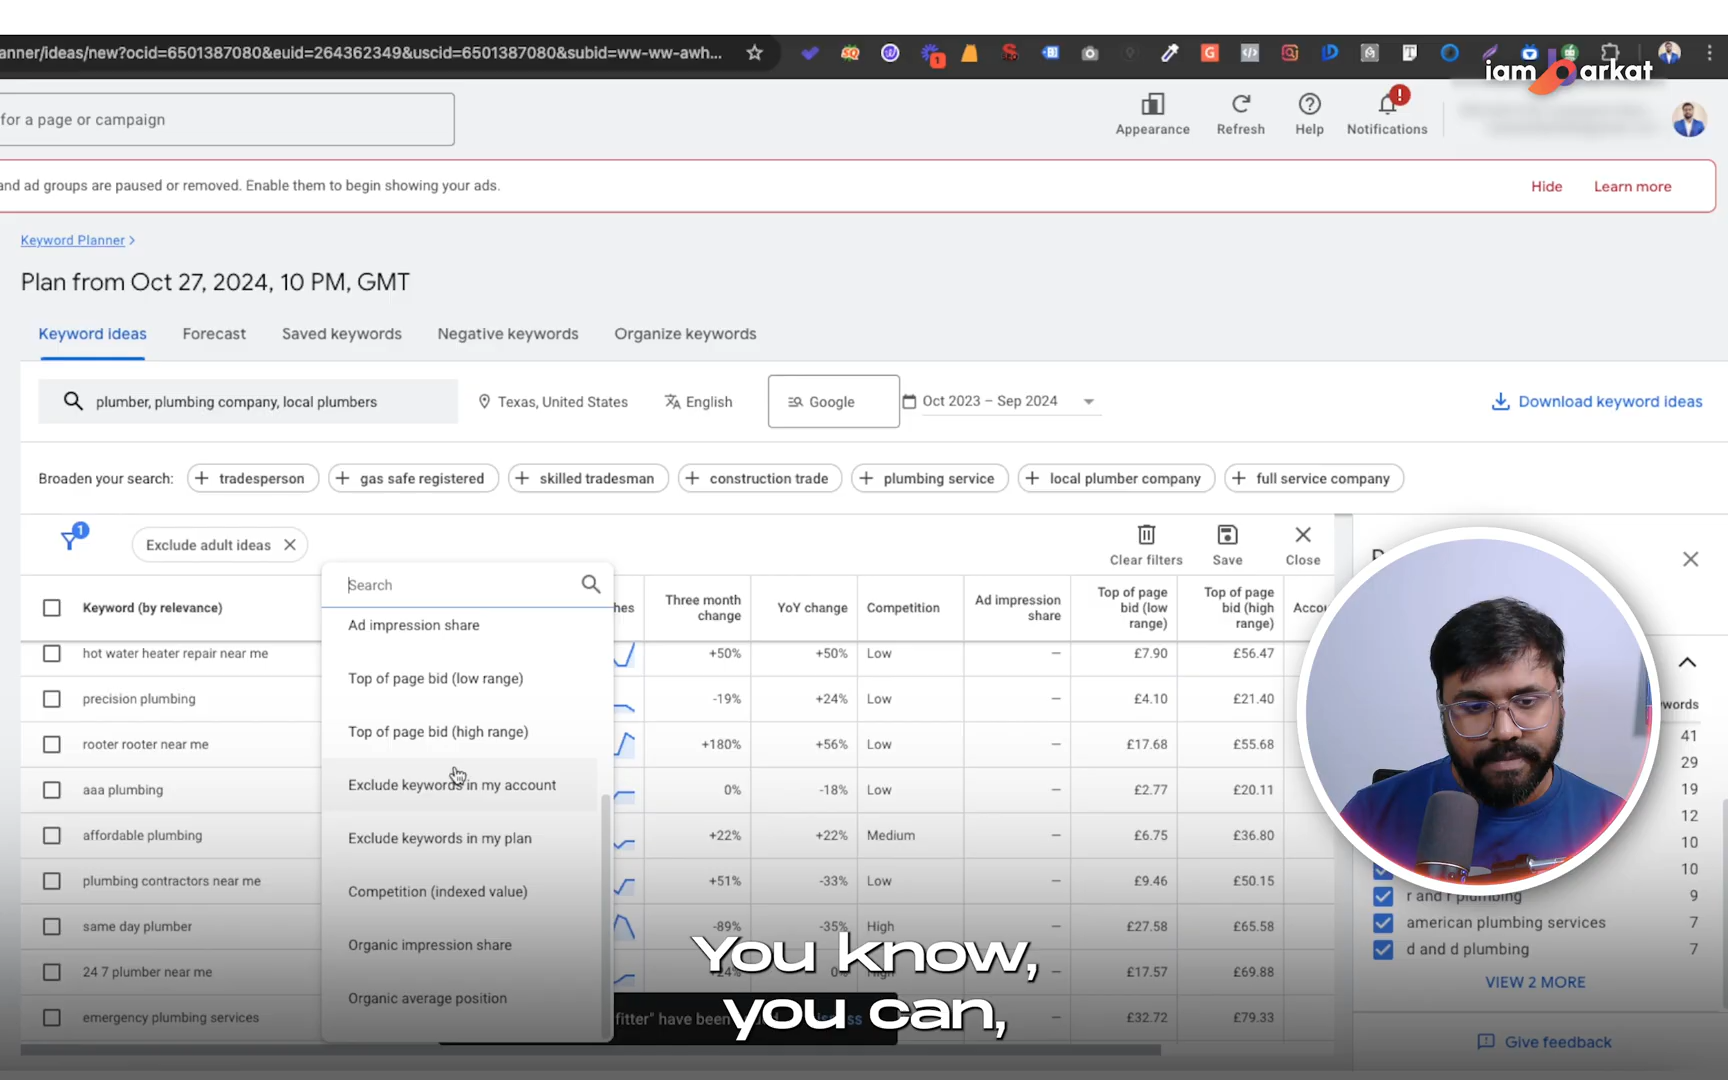 anner/ideas/new?ocid=6501387080&euid=264362349&uscid=6501387080&subid=ww-ww-awh...
iam arkat
for a page or campaign
Appearance
Refresh
Help
Notifications
and ad groups are paused or removed. Enable them to begin showing your ads.
Hide
Learn more
Keyword Planner >
Plan from Oct 27, 2024, 10 PM, GMT
Keyword ideas
Forecast
Saved keywords
Negative keywords
Organize keywords
plumber, plumbing company, local plumbers
Texas, United States
English
Google
Oct 2023 – Sep 2024
Download keyword ideas
Broaden your search:
+ tradesperson
+ gas safe registered
+ skilled tradesman
+ construction trade
+ plumbing service
+ local plumber company
+ full service company
1
Exclude adult ideas
Clear filters
Save
Close
Keyword (by relevance)
hes
Three month change
YoY change
Competition
Ad impression share
Top of page bid (low range)
Top of page bid (high range)
Accou
hot water heater repair near me +50% +50% Low – £7.90 £56.47
precision plumbing -19% +24% Low – £4.10 £21.40
rooter rooter near me +180% +56% Low – £17.68 £55.68
aaa plumbing 0% -18% Low – £2.77 £20.11
affordable plumbing +22% +22% Medium – £6.75 £36.80
plumbing contractors near me +51% -33% Low – £9.46 £50.15
same day plumber -89% -35% High £27.58 £65.58
24 7 plumber near me +24% 0% High £17.57 £69.88
emergency plumbing services – £32.72 £79.33
Search
Ad impression share
Top of page bid (low range)
Top of page bid (high range)
Exclude keywords in my account
Exclude keywords in my plan
Competition (indexed value)
Organic impression share
Organic average position
fitter" have been
You know,
you can,
words
41
29
19
12
10
10
r and r plumbing 9
american plumbing services 7
d and d plumbing 7
VIEW 2 MORE
Give feedback